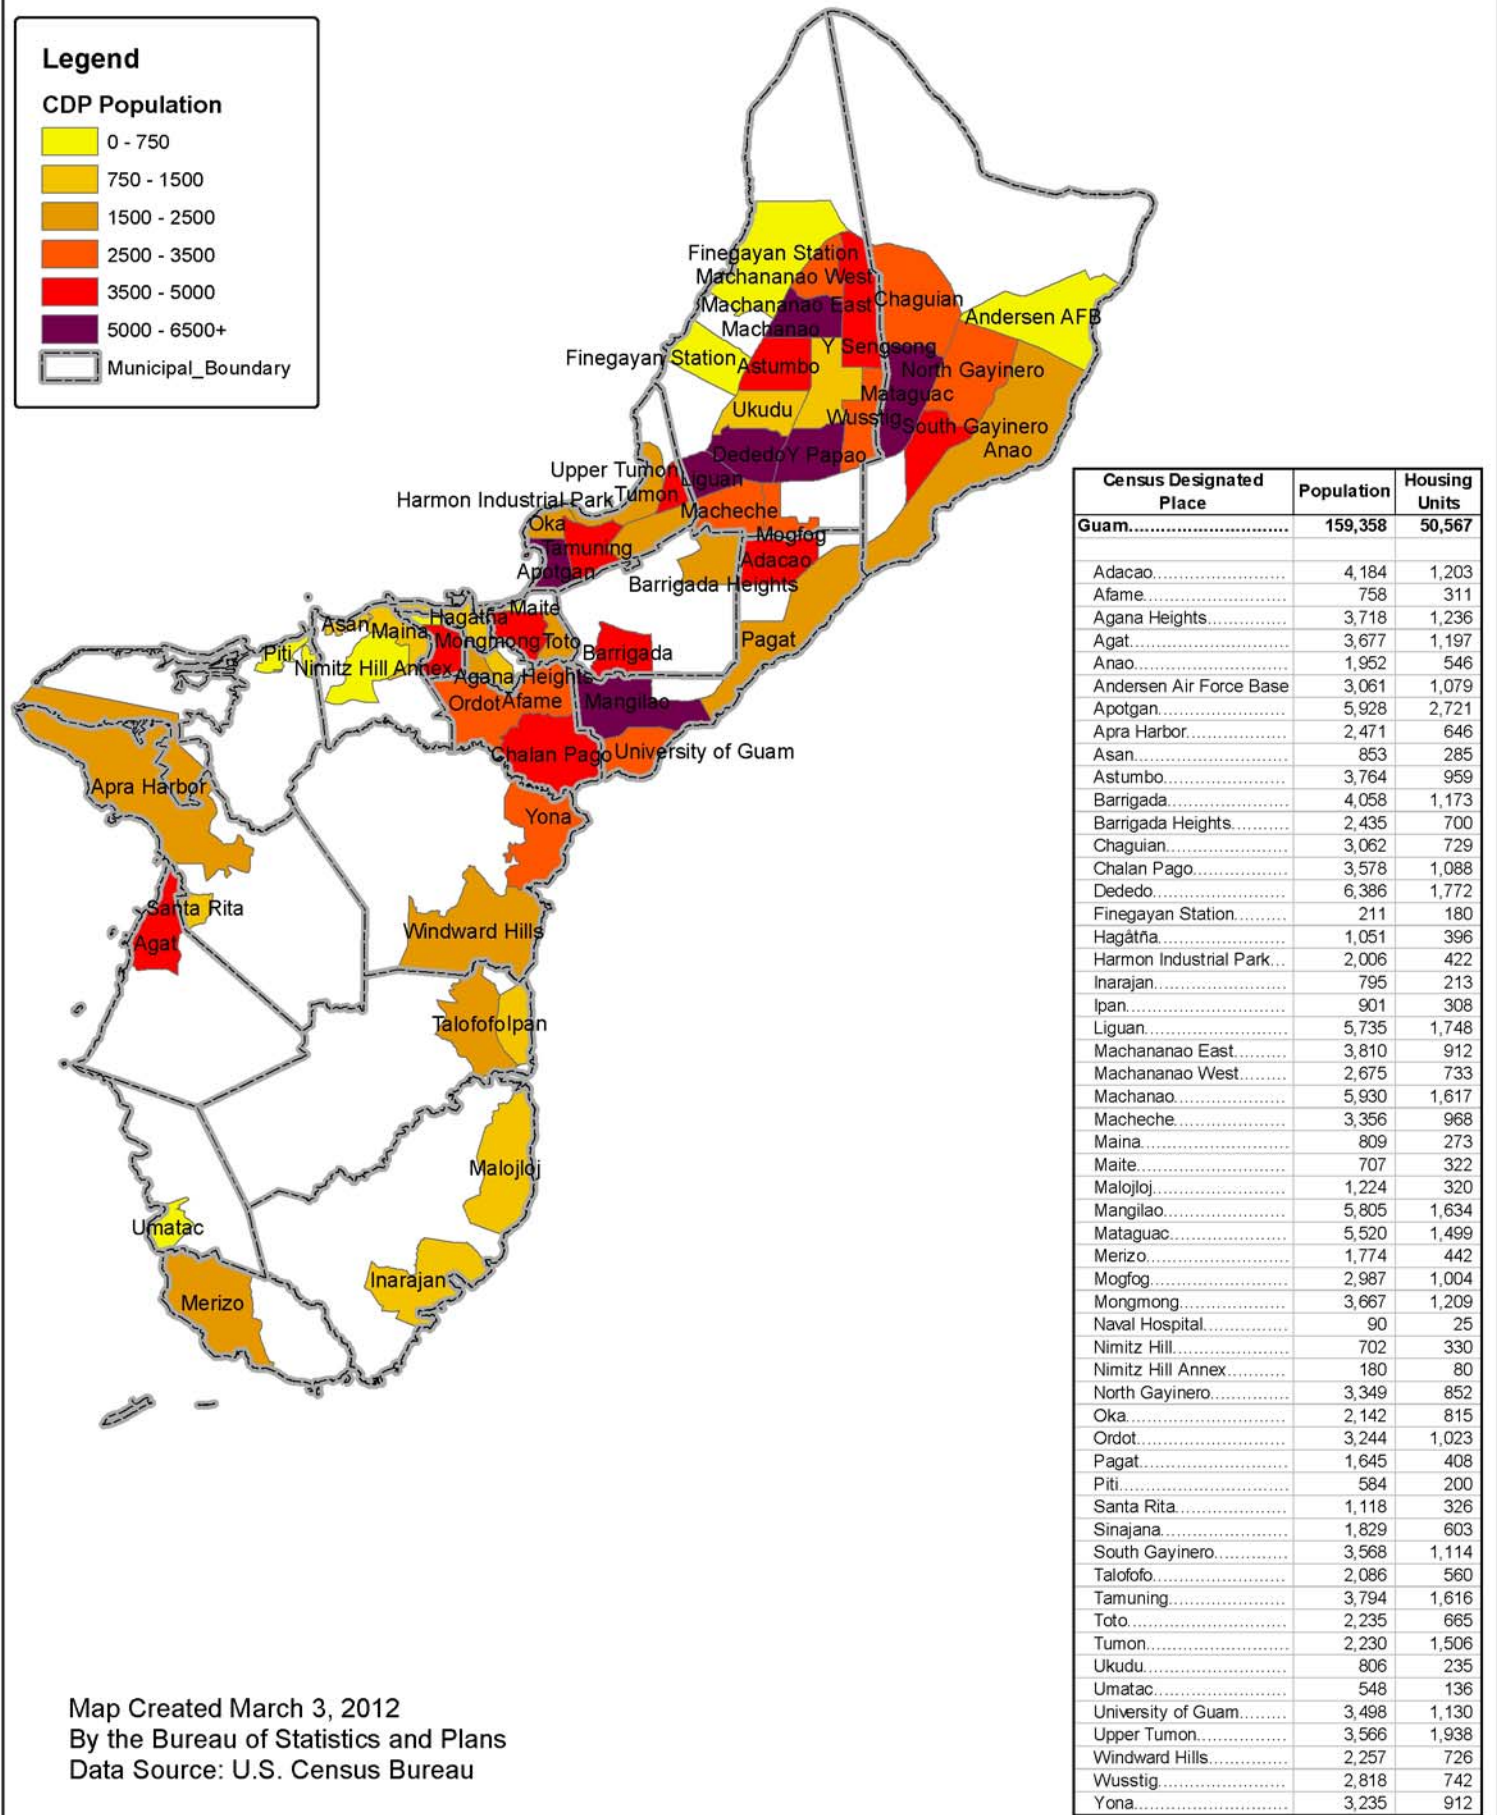 Legend
CDP Population
0 - 750
750 - 1500
1500 - 2500
2500 - 3500
3500 - 5000
5000 - 6500+
Municipal_Boundary
Finegayan Station
Machananao West
Machananao East
Chaguian
Andersen AFB
Machanao
Y Sengsong
Finegayan Station
Astumbo
North Gayinero
Mataguac
Ukudu
Wusstig
South Gayinero
Anao
Dededo
Y Papao
Upper Tumon
Liguan
Harmon Industrial Park
Tumon
Macheche
Oka
Mogfog
Tamuning
Adacao
Apotgan
Barrigada Heights
Hagatna
Maite
Asan
Maina
Mongmong
Toto
Pagat
Piti
Barrigada
Nimitz Hill Annex
Agana Heights
Ordot
Afame
Mangilao
Chalan Pago
University of Guam
Apra Harbor
Yona
Santa Rita
Windward Hills
Agat
Talofofo
Ipan
Malojloj
Umatac
Inarajan
Merizo
Census Designated Place Population Housing Units
Guam............................. 159,358 50,567
Adacao........................ 4,184 1,203
Afame.......................... 758 311
Agana Heights.............. 3,718 1,236
Agat............................. 3,677 1,197
Anao............................ 1,952 546
Andersen Air Force Base 3,061 1,079
Apotgan....................... 5,928 2,721
Apra Harbor.................. 2,471 646
Asan............................ 853 285
Astumbo...................... 3,764 959
Barrigada..................... 4,058 1,173
Barrigada Heights.......... 2,435 700
Chaguian...................... 3,062 729
Chalan Pago................. 3,578 1,088
Dededo........................ 6,386 1,772
Finegayan Station......... 211 180
Hagåtña....................... 1,051 396
Harmon Industrial Park... 2,006 422
Inarajan........................ 795 213
Ipan............................. 901 308
Liguan.......................... 5,735 1,748
Machananao East.......... 3,810 912
Machananao West......... 2,675 733
Machanao..................... 5,930 1,617
Macheche..................... 3,356 968
Maina........................... 809 273
Maite............................ 707 322
Malojloj......................... 1,224 320
Mangilao....................... 5,805 1,634
Mataguac...................... 5,520 1,499
Merizo.......................... 1,774 442
Mogfog......................... 2,987 1,004
Mongmong.................... 3,667 1,209
Naval Hospital............... 90 25
Nimitz Hill..................... 702 330
Nimitz Hill Annex........... 180 80
North Gayinero.............. 3,349 852
Oka............................. 2,142 815
Ordot........................... 3,244 1,023
Pagat........................... 1,645 408
Piti............................... 584 200
Santa Rita.................... 1,118 326
Sinajana....................... 1,829 603
South Gayinero............. 3,568 1,114
Talofofo........................ 2,086 560
Tamuning..................... 3,794 1,616
Toto............................. 2,235 665
Tumon.......................... 2,230 1,506
Ukudu.......................... 806 235
Umatac........................ 548 136
University of Guam........ 3,498 1,130
Upper Tumon................ 3,566 1,938
Windward Hills.............. 2,257 726
Wusstig........................ 2,818 742
Yona............................ 3,235 912
Map Created March 3, 2012
By the Bureau of Statistics and Plans
Data Source: U.S. Census Bureau